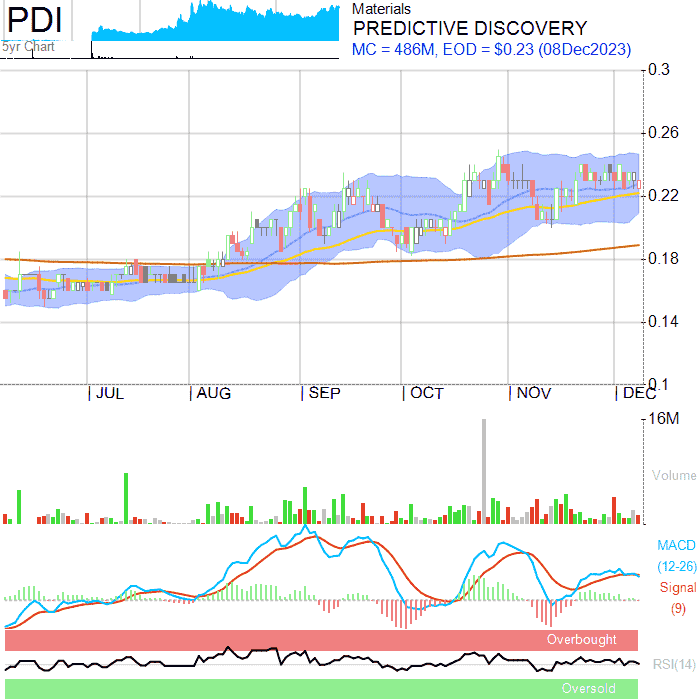 PDI
5yr Chart
Materials
PREDICTIVE DISCOVERY
MC = 486M, EOD = $0.23 (08Dec2023)
0.3
0.26
0.22
0.18
0.14
0.1
JUL AUG SEP OCT NOV DEC
16M
Volume
MACD
(12-26)
Signal
(9)
Overbought
RSI(14)
Oversold